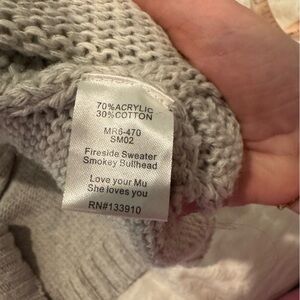 70%ACRYLIC
30%COTTON
MR6-470
SM02
Fireside Sweater
Smokey Bullhead
Love your Mu
She loves you
RN#133910